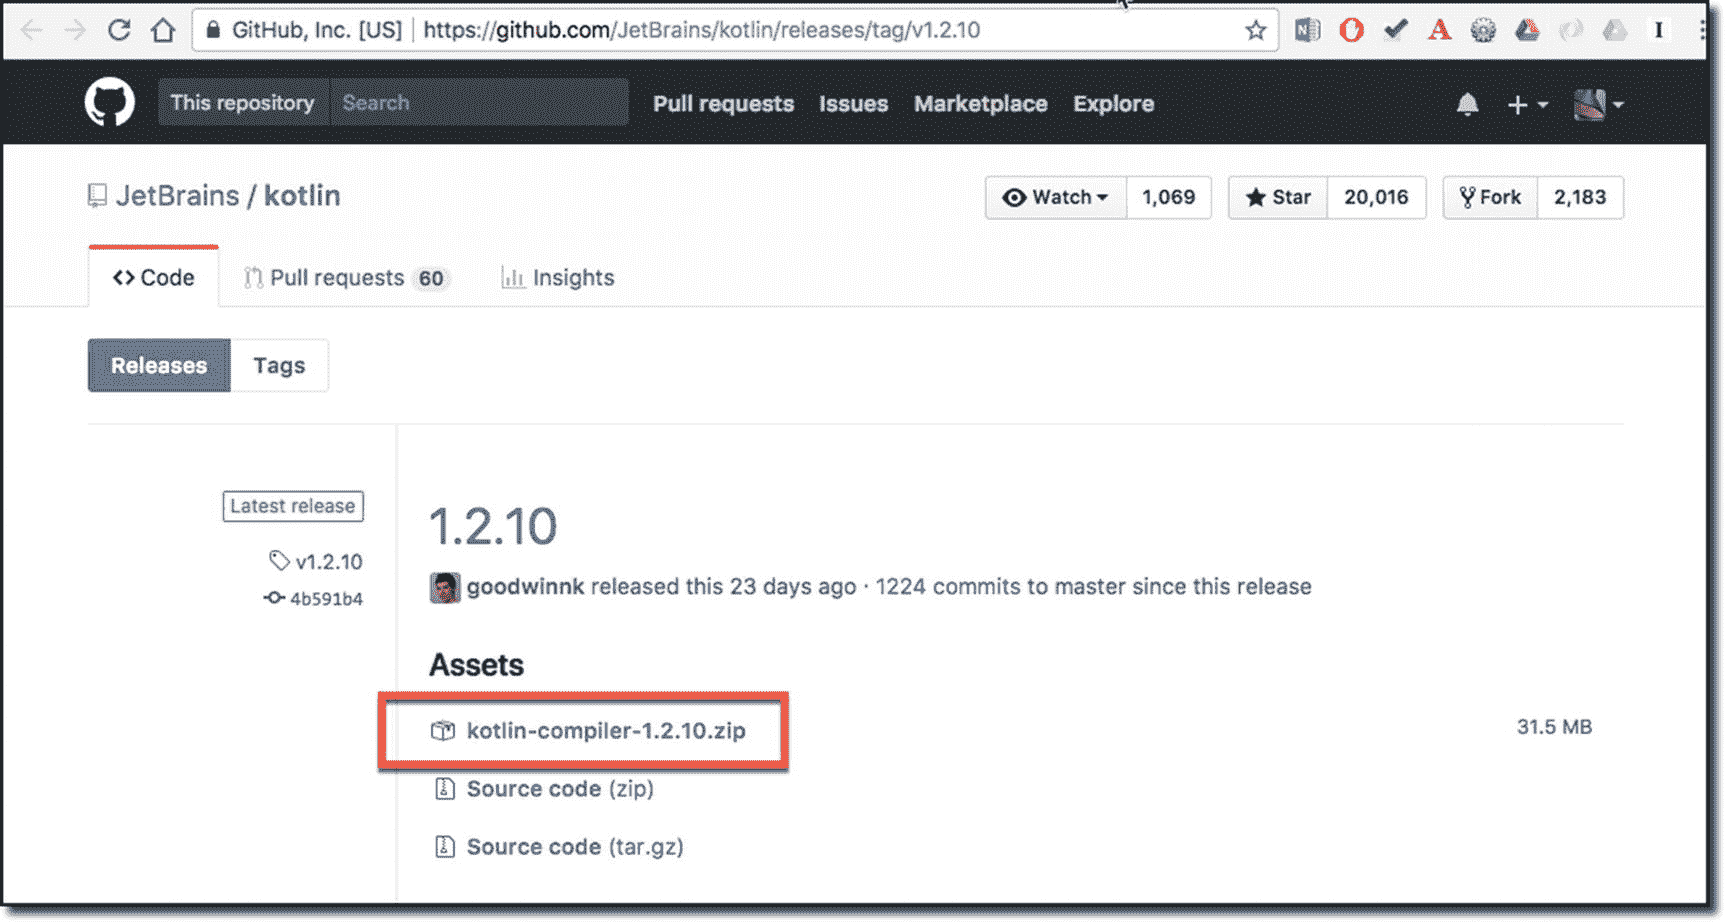 GitHub, Inc. [US] https://github.com/JetBrains/kotlin/releases/tag/v1.2.10
This repository Search Pull requests Issues Marketplace Explore
JetBrains / kotlin
Watch 1,069 Star 20,016 Fork 2,183
Code Pull requests 60 Insights
Releases Tags
Latest release
v1.2.10
4b591b4
1.2.10
goodwinnk released this 23 days ago · 1224 commits to master since this release
Assets
kotlin-compiler-1.2.10.zip 31.5 MB
Source code (zip)
Source code (tar.gz)